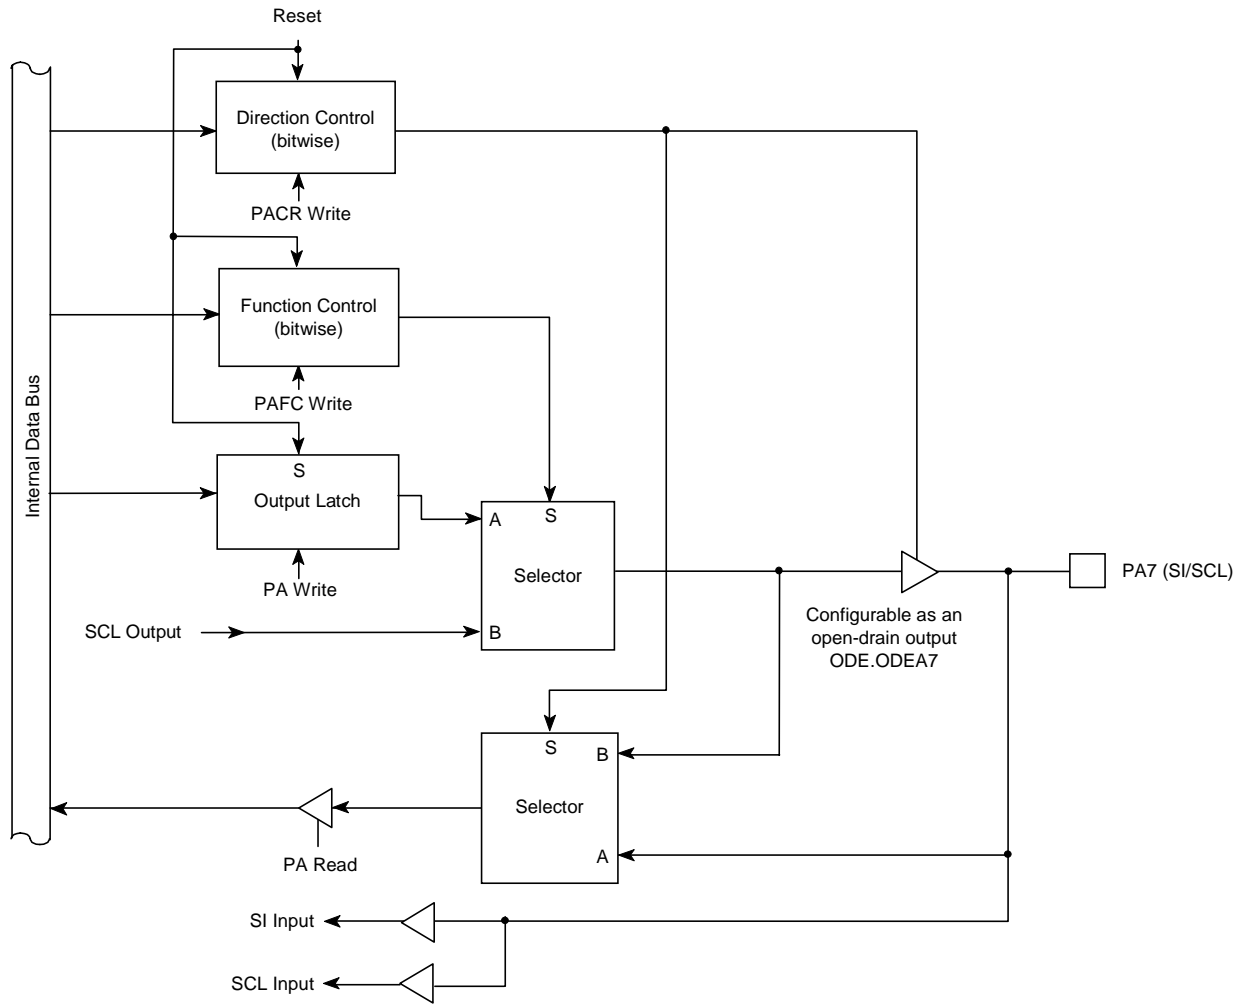 Reset
Direction Control
(bitwise)
PACR Write
Function Control
(bitwise)
PAFC Write
Internal Data Bus
S
Output Latch
PA Write
SCL Output
A
S
Selector
B
PA7 (SI/SCL)
Configurable as an
open-drain output
ODE.ODEA7
S
B
Selector
A
PA Read
SI Input
SCL Input